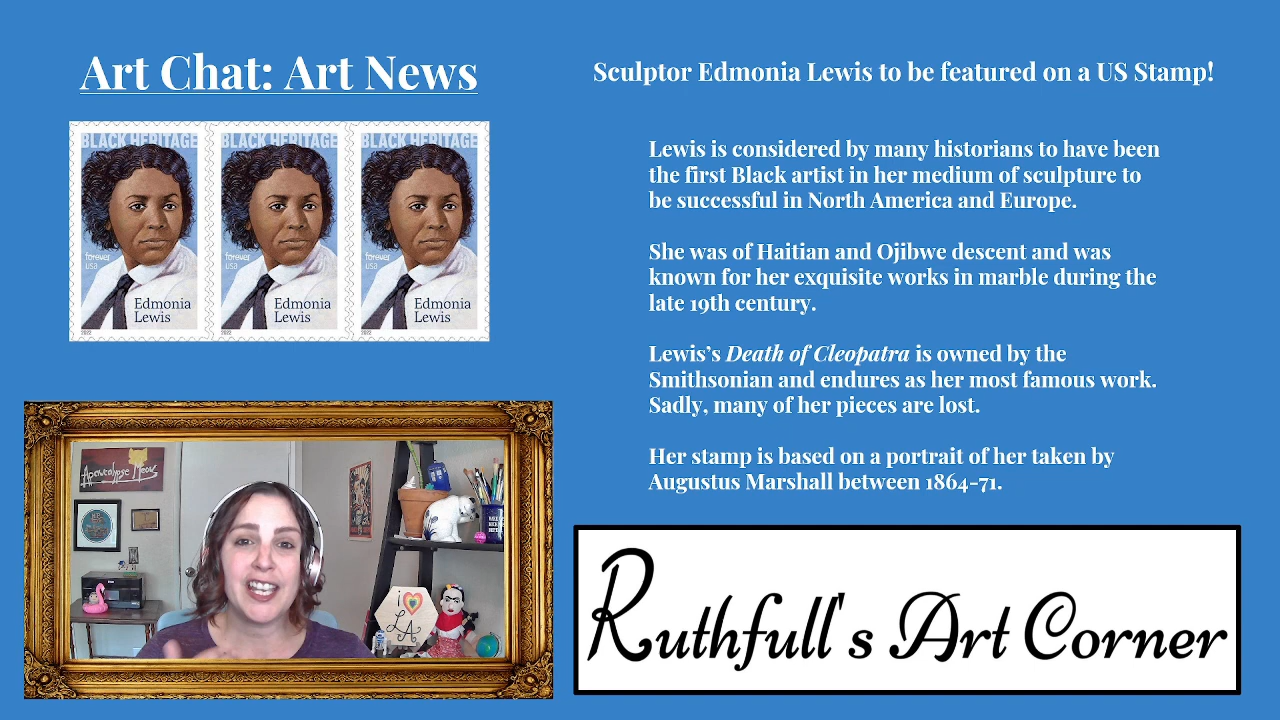 Art Chat: Art News
Sculptor Edmonia Lewis to be featured on a US Stamp!
BLACK HERITAGE
forever
USA
Edmonia
Lewis
2022
BLACK HERITAGE
forever
USA
Edmonia
Lewis
2022
BLACK HERITAGE
forever
USA
Edmonia
Lewis
2022
Lewis is considered by many historians to have been
the first Black artist in her medium of sculpture to
be successful in North America and Europe.
She was of Haitian and Ojibwe descent and was
known for her exquisite works in marble during the
late 19th century.
Lewis’s Death of Cleopatra is owned by the
Smithsonian and endures as her most famous work.
Sadly, many of her pieces are lost.
Her stamp is based on a portrait of her taken by
Augustus Marshall between 1864-71.
Apocalypse Meow
i
LA
Ruthfull's Art Corner